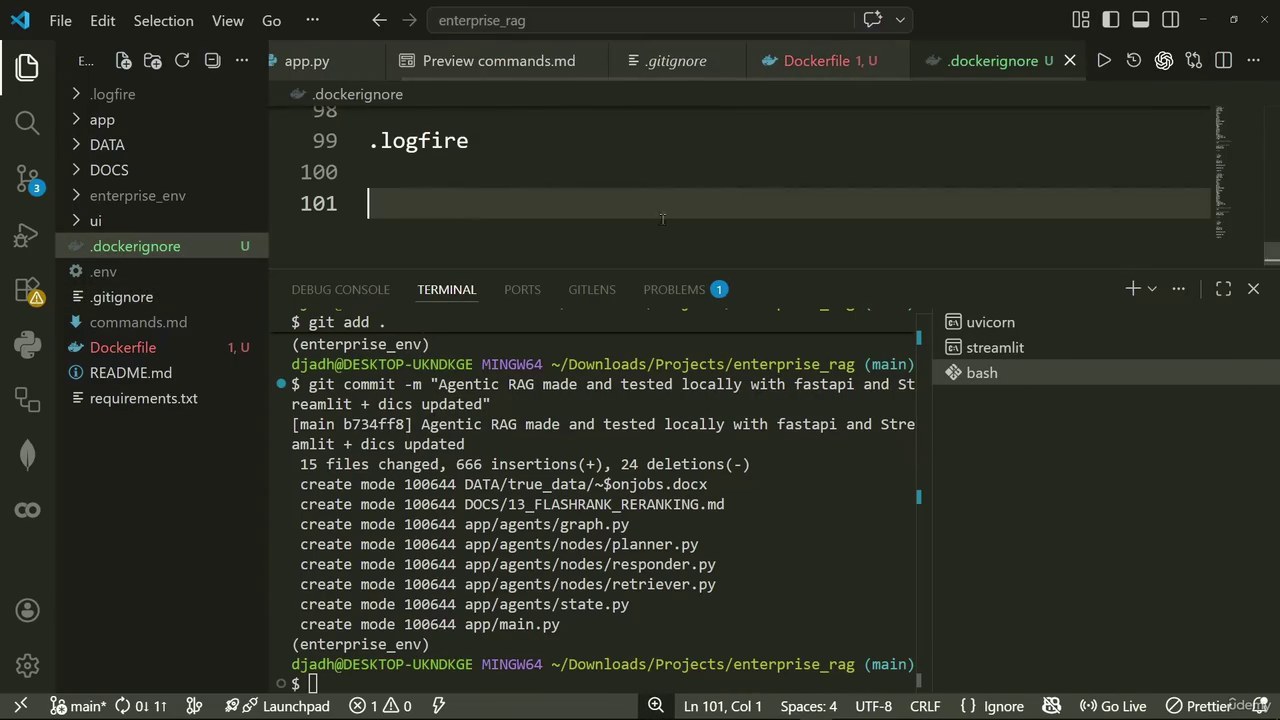 File Edit Selection View Go ··· enterprise_rag
E... app.py Preview commands.md .gitignore Dockerfile 1, U .dockerignore U
.dockerignore
.logfire
app
DATA
DOCS
enterprise_env
ui
.dockerignore U
.env
.gitignore
commands.md
Dockerfile 1, U
README.md
requirements.txt
3
98
99 .logfire
100
101
DEBUG CONSOLE TERMINAL PORTS GITLENS PROBLEMS 1
$ git add .
(enterprise_env)
djadh@DESKTOP-UKNDKGE MINGW64 ~/Downloads/Projects/enterprise_rag (main)
$ git commit -m "Agentic RAG made and tested locally with fastapi and St
reamlit + dics updated"
[main b734ff8] Agentic RAG made and tested locally with fastapi and Stre
amlit + dics updated
15 files changed, 666 insertions(+), 24 deletions(-)
create mode 100644 DATA/true_data/~$onjobs.docx
create mode 100644 DOCS/13_FLASHRANK_RERANKING.md
create mode 100644 app/agents/graph.py
create mode 100644 app/agents/nodes/planner.py
create mode 100644 app/agents/nodes/responder.py
create mode 100644 app/agents/nodes/retriever.py
create mode 100644 app/agents/state.py
create mode 100644 app/main.py
(enterprise_env)
djadh@DESKTOP-UKNDKGE MINGW64 ~/Downloads/Projects/enterprise_rag (main)
$
uvicorn
streamlit
bash
main* 0↓ 1↑ Launchpad 1 0 Ln 101, Col 1 Spaces: 4 UTF-8 CRLF {} Ignore Go Live Prettier
udemy